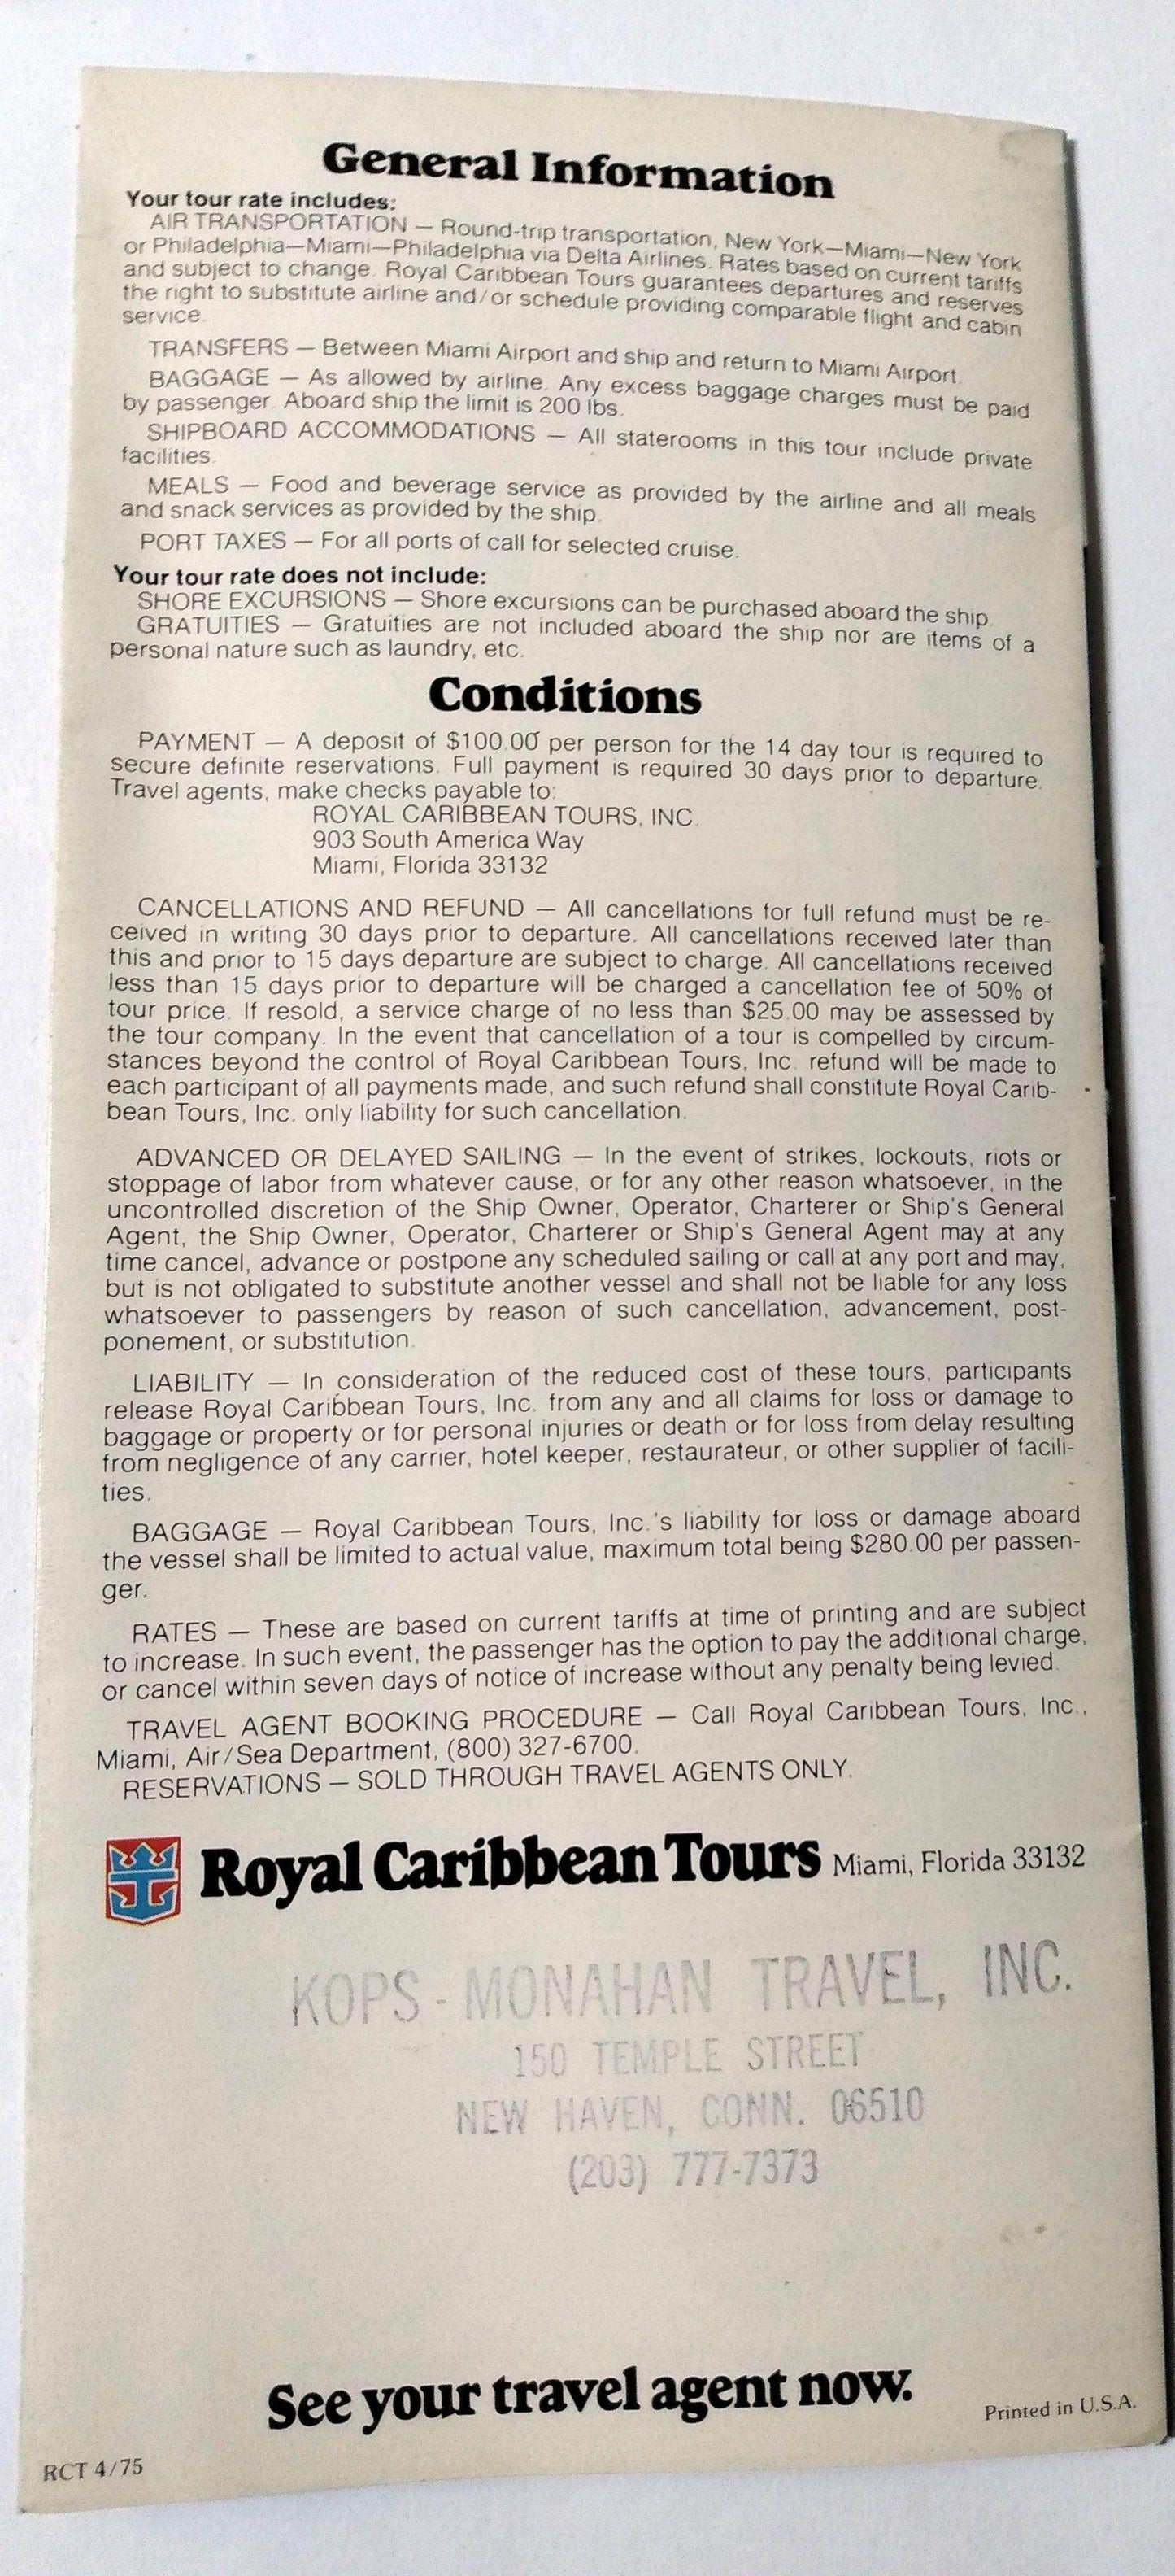 General Information
Your tour rate includes:
AIR TRANSPORTATION — Round-trip transportation, New York—Miami—New York
or Philadelphia—Miami—Philadelphia via Delta Airlines. Rates based on current tariffs
and subject to change. Royal Caribbean Tours guarantees departures and reserves
the right to substitute airline and/or schedule providing comparable flight and cabin
service.
TRANSFERS — Between Miami Airport and ship and return to Miami Airport.
BAGGAGE — As allowed by airline. Any excess baggage charges must be paid
by passenger. Aboard ship the limit is 200 lbs.
SHIPBOARD ACCOMMODATIONS — All staterooms in this tour include private
facilities.
MEALS — Food and beverage service as provided by the airline and all meals
and snack services as provided by the ship.
PORT TAXES — For all ports of call for selected cruise.
Your tour rate does not include:
SHORE EXCURSIONS — Shore excursions can be purchased aboard the ship.
GRATUITIES — Gratuities are not included aboard the ship nor are items of a
personal nature such as laundry, etc.
Conditions
PAYMENT — A deposit of $100.00 per person for the 14 day tour is required to
secure definite reservations. Full payment is required 30 days prior to departure.
Travel agents, make checks payable to:
ROYAL CARIBBEAN TOURS, INC.
903 South America Way
Miami, Florida 33132
CANCELLATIONS AND REFUND — All cancellations for full refund must be re-
ceived in writing 30 days prior to departure. All cancellations received later than
this and prior to 15 days departure are subject to charge. All cancellations received
less than 15 days prior to departure will be charged a cancellation fee of 50% of
tour price. If resold, a service charge of no less than $25.00 may be assessed by
the tour company. In the event that cancellation of a tour is compelled by circum-
stances beyond the control of Royal Caribbean Tours, Inc. refund will be made to
each participant of all payments made, and such refund shall constitute Royal Carib-
bean Tours, Inc. only liability for such cancellation.
ADVANCED OR DELAYED SAILING — In the event of strikes, lockouts, riots or
stoppage of labor from whatever cause, or for any other reason whatsoever, in the
uncontrolled discretion of the Ship Owner, Operator, Charterer or Ship's General
Agent, the Ship Owner, Operator, Charterer or Ship's General Agent may at any
time cancel, advance or postpone any scheduled sailing or call at any port and may,
but is not obligated to substitute another vessel and shall not be liable for any loss
whatsoever to passengers by reason of such cancellation, advancement, post-
ponement, or substitution.
LIABILITY — In consideration of the reduced cost of these tours, participants
release Royal Caribbean Tours, Inc. from any and all claims for loss or damage to
baggage or property or for personal injuries or death or for loss from delay resulting
from negligence of any carrier, hotel keeper, restaurateur, or other supplier of facili-
ties.
BAGGAGE — Royal Caribbean Tours, Inc.'s liability for loss or damage aboard
the vessel shall be limited to actual value, maximum total being $280.00 per passen-
ger.
RATES — These are based on current tariffs at time of printing and are subject
to increase. In such event, the passenger has the option to pay the additional charge,
or cancel within seven days of notice of increase without any penalty being levied.
TRAVEL AGENT BOOKING PROCEDURE — Call Royal Caribbean Tours, Inc.,
Miami, Air/Sea Department, (800) 327-6700.
RESERVATIONS — SOLD THROUGH TRAVEL AGENTS ONLY.
Royal Caribbean Tours Miami, Florida 33132
KOPS - MONAHAN TRAVEL, INC.
150 TEMPLE STREET
NEW HAVEN, CONN. 06510
(203) 777-7373
See your travel agent now.
Printed in U.S.A.
RCT 4/75